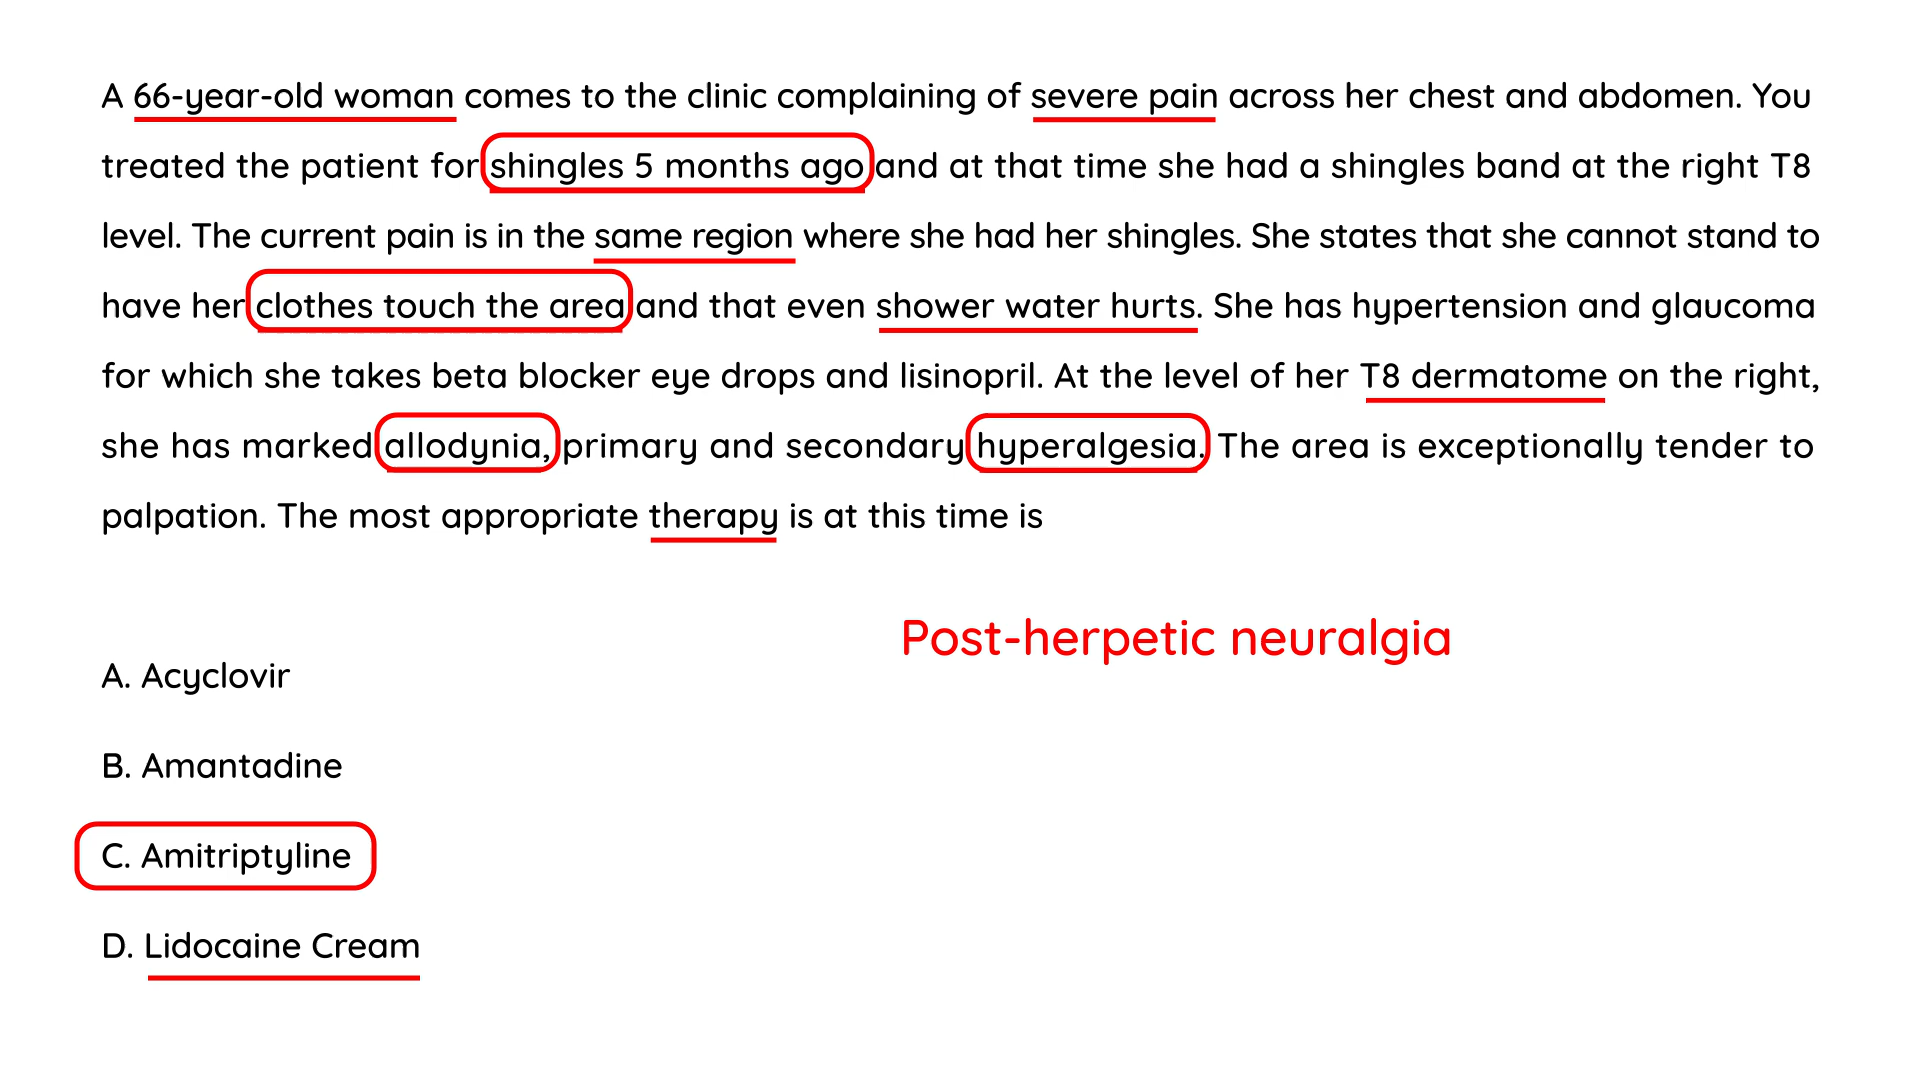 A 66-year-old woman comes to the clinic complaining of severe pain across her chest and abdomen. You
treated the patient for shingles 5 months ago and at that time she had a shingles band at the right T8
level. The current pain is in the same region where she had her shingles. She states that she cannot stand to
have her clothes touch the area and that even shower water hurts. She has hypertension and glaucoma
for which she takes beta blocker eye drops and lisinopril. At the level of her T8 dermatome on the right,
she has marked allodynia, primary and secondary hyperalgesia. The area is exceptionally tender to
palpation. The most appropriate therapy is at this time is
Post-herpetic neuralgia
A. Acyclovir
B. Amantadine
C. Amitriptyline
D. Lidocaine Cream